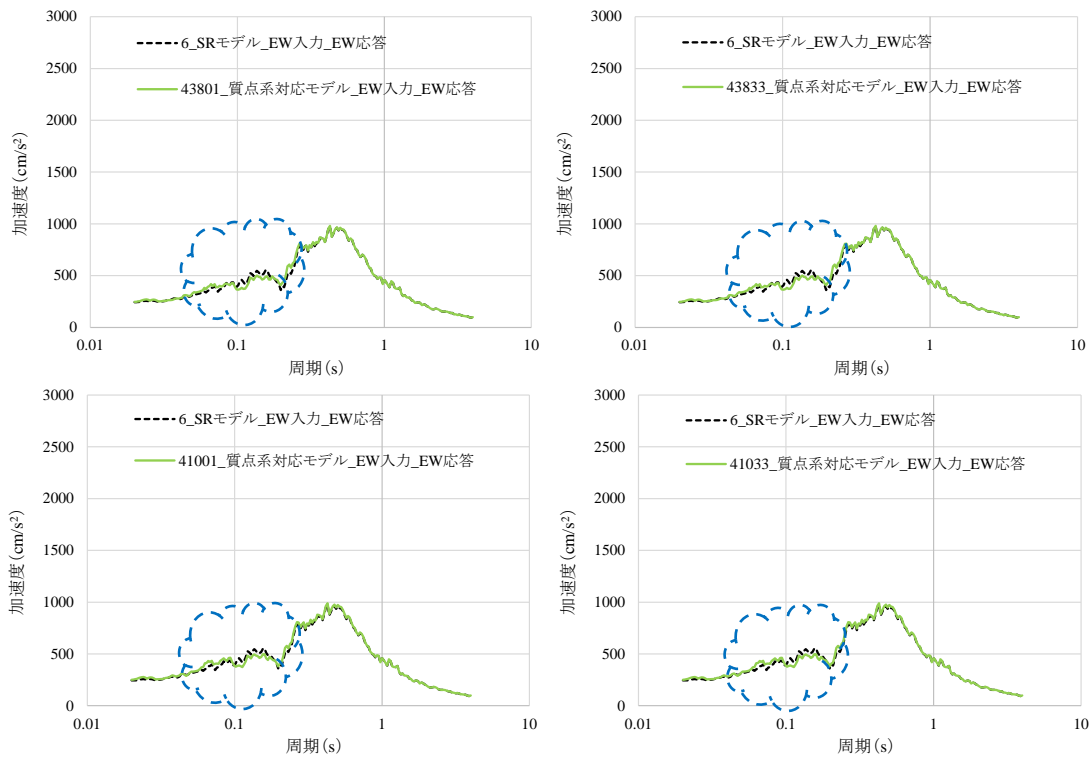 3000
2500
2000
1500
1000
500
0
加速度(cm/s²)
6_SRモデル_EW入力_EW応答
43801_質点系対応モデル_EW入力_EW応答
0.01
0.1
1
10
周期(s)
3000
2500
2000
1500
1000
500
0
加速度(cm/s²)
6_SRモデル_EW入力_EW応答
43833_質点系対応モデル_EW入力_EW応答
0.01
0.1
1
10
周期(s)
3000
2500
2000
1500
1000
500
0
加速度(cm/s²)
6_SRモデル_EW入力_EW応答
41001_質点系対応モデル_EW入力_EW応答
0.01
0.1
1
10
周期(s)
3000
2500
2000
1500
1000
500
0
加速度(cm/s²)
6_SRモデル_EW入力_EW応答
41033_質点系対応モデル_EW入力_EW応答
0.01
0.1
1
10
周期(s)